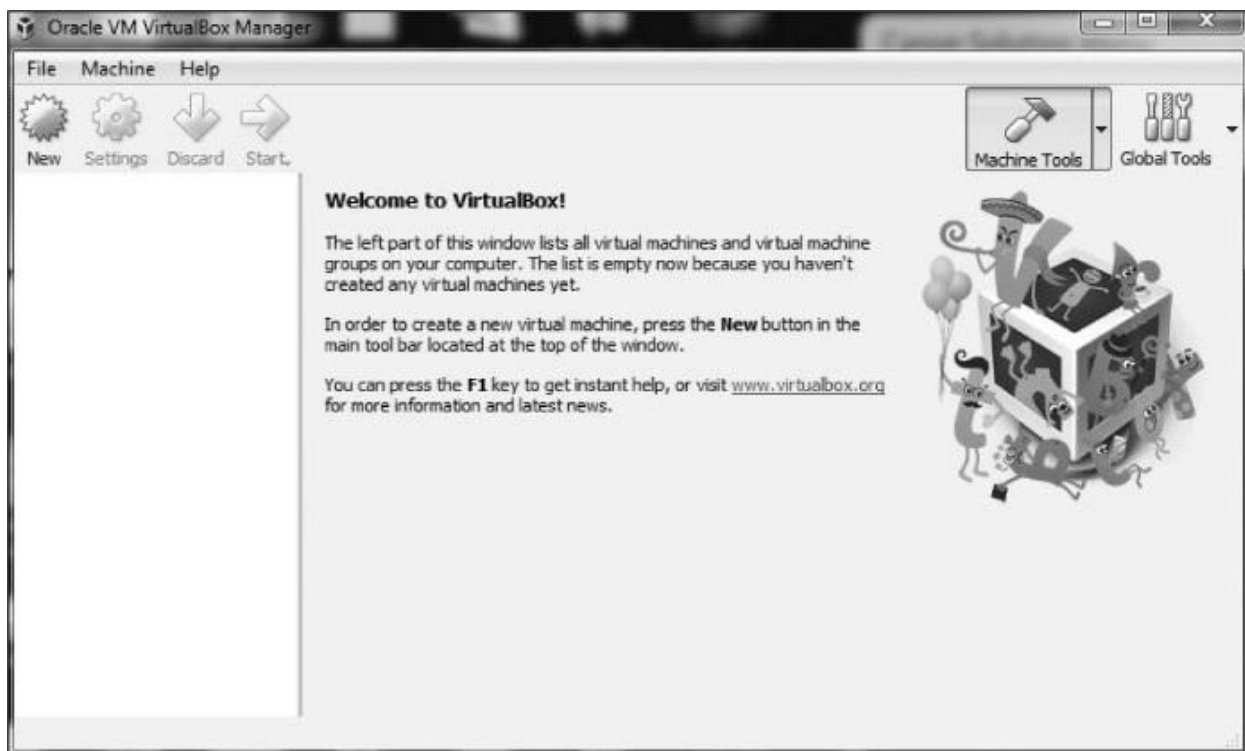 Oracle VM VirtualBox Manager
File Machine Help
New Settings Discard Start
Machine Tools Global Tools
Welcome to VirtualBox!
The left part of this window lists all virtual machines and virtual machine
groups on your computer. The list is empty now because you haven't
created any virtual machines yet.
In order to create a new virtual machine, press the New button in the
main tool bar located at the top of the window.
You can press the F1 key to get instant help, or visit www.virtualbox.org
for more information and latest news.